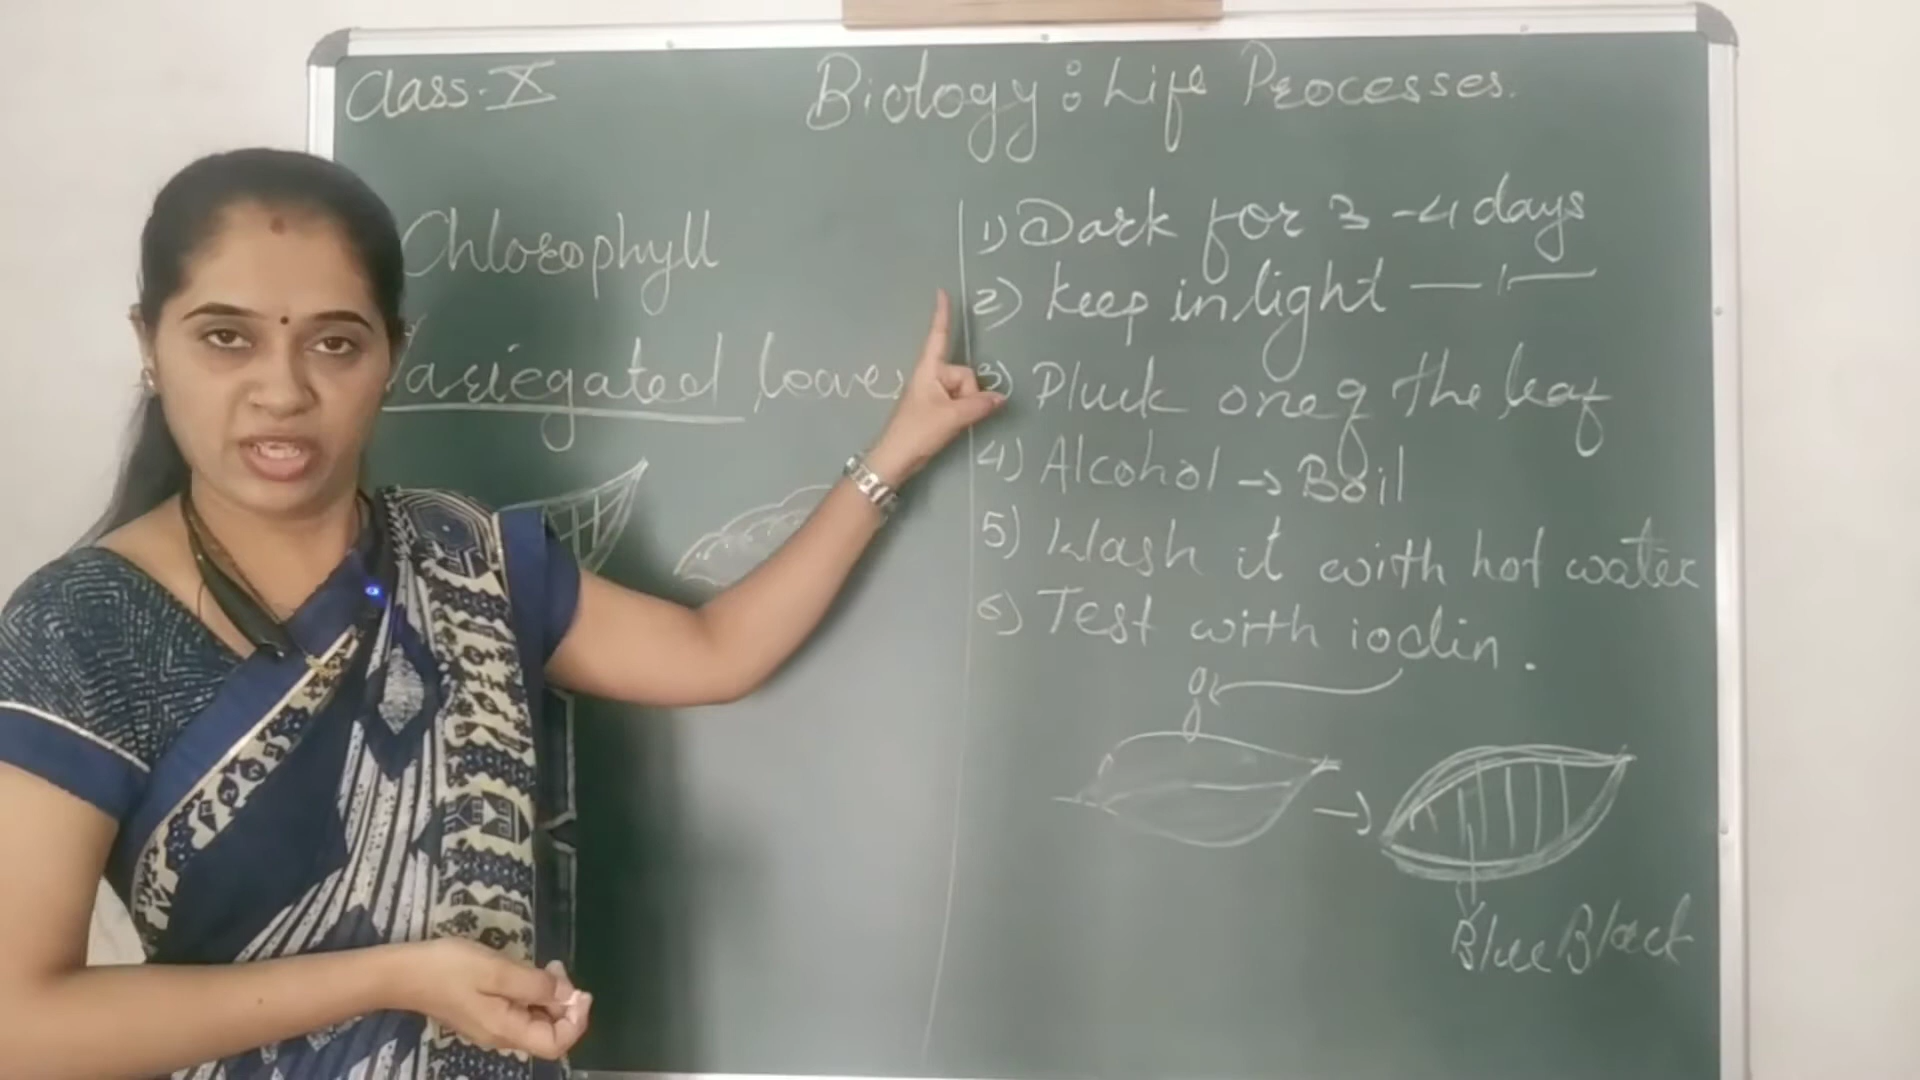 Class-X
Biology : Life Processes.
Chlorophyll
Variegated leaves
1) Dark for 3-4 days
2) Keep in light — 1 —
3) Pluck one of the leaf
4) Alcohol → Boil
5) Wash it with hot water
6) Test with iodin.
→
Blue Black